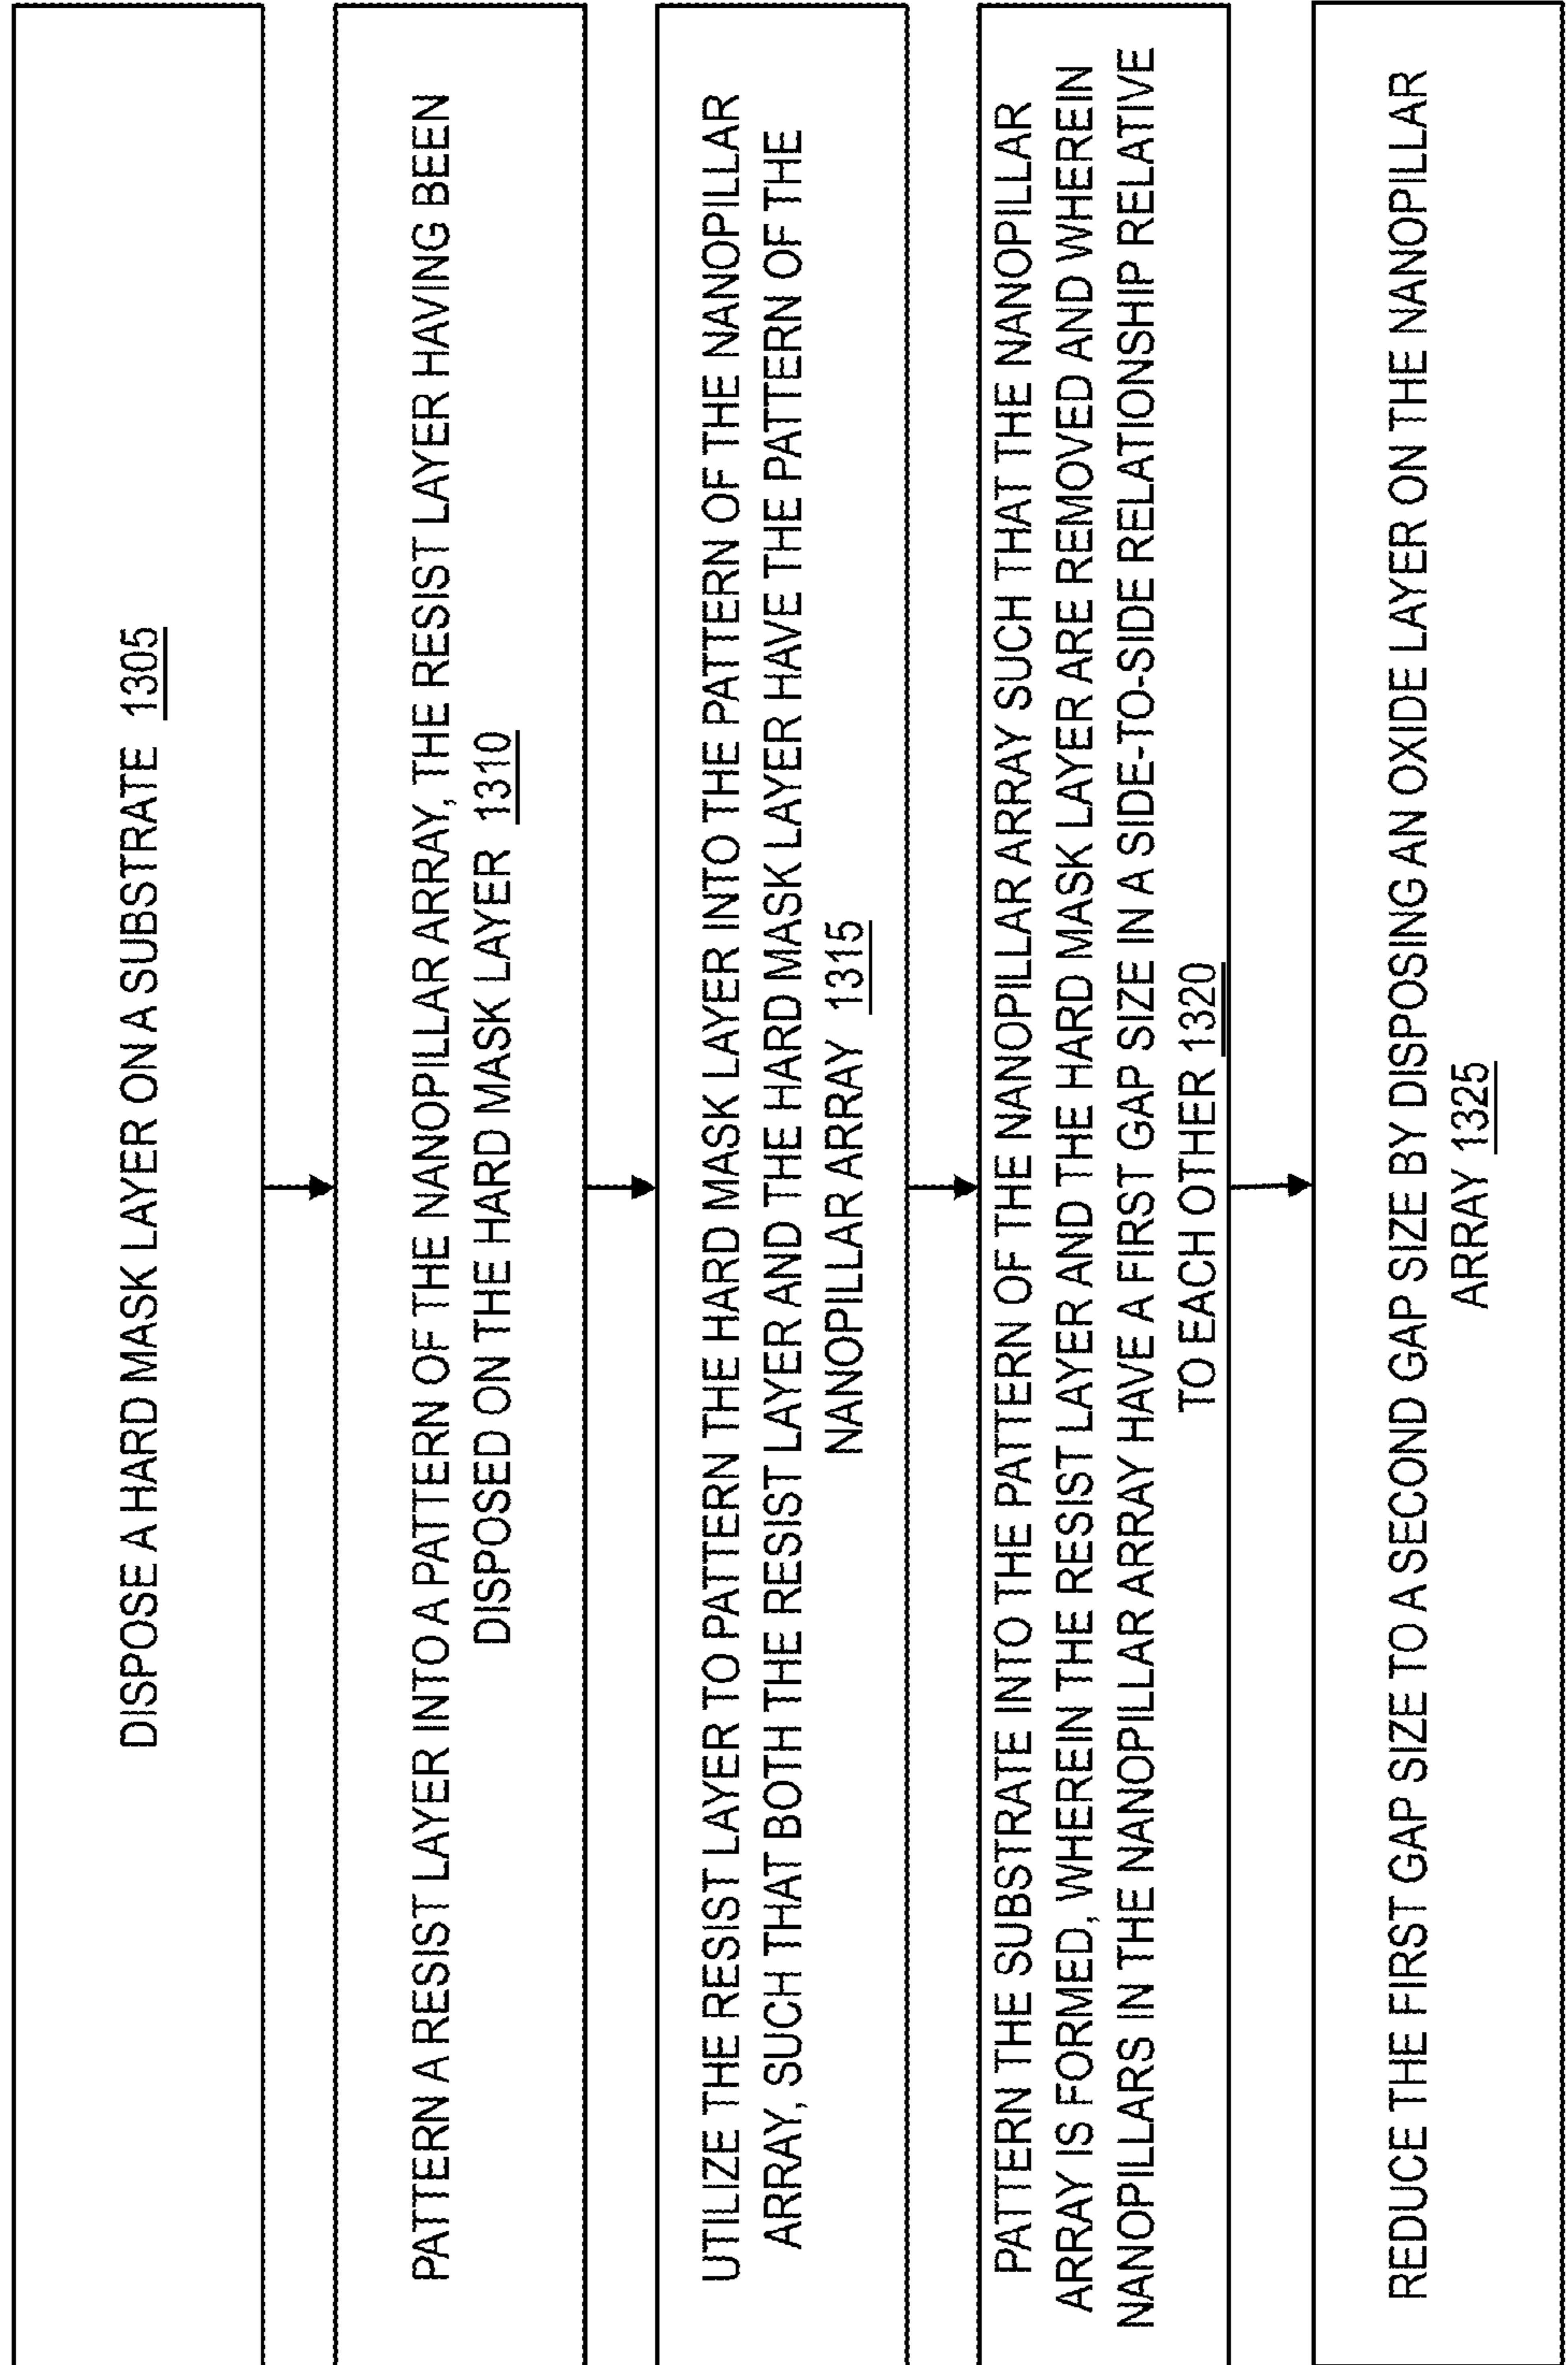 DISPOSE A HARD MASK LAYER ON A SUBSTRATE 1305
PATTERN A RESIST LAYER INTO A PATTERN OF THE NANOPILLAR ARRAY, THE RESIST LAYER HAVING BEEN
DISPOSED ON THE HARD MASK LAYER 1310
UTILIZE THE RESIST LAYER TO PATTERN THE HARD MASK LAYER INTO THE PATTERN OF THE NANOPILLAR
ARRAY, SUCH THAT BOTH THE RESIST LAYER AND THE HARD MASK LAYER HAVE THE PATTERN OF THE
NANOPILLAR ARRAY 1315
PATTERN THE SUBSTRATE INTO THE PATTERN OF THE NANOPILLAR ARRAY SUCH THAT THE NANOPILLAR
ARRAY IS FORMED, WHEREIN THE RESIST LAYER AND THE HARD MASK LAYER ARE REMOVED AND WHEREIN
NANOPILLARS IN THE NANOPILLAR ARRAY HAVE A FIRST GAP SIZE IN A SIDE-TO-SIDE RELATIONSHIP RELATIVE
TO EACH OTHER 1320
REDUCE THE FIRST GAP SIZE TO A SECOND GAP SIZE BY DISPOSING AN OXIDE LAYER ON THE NANOPILLAR
ARRAY 1325